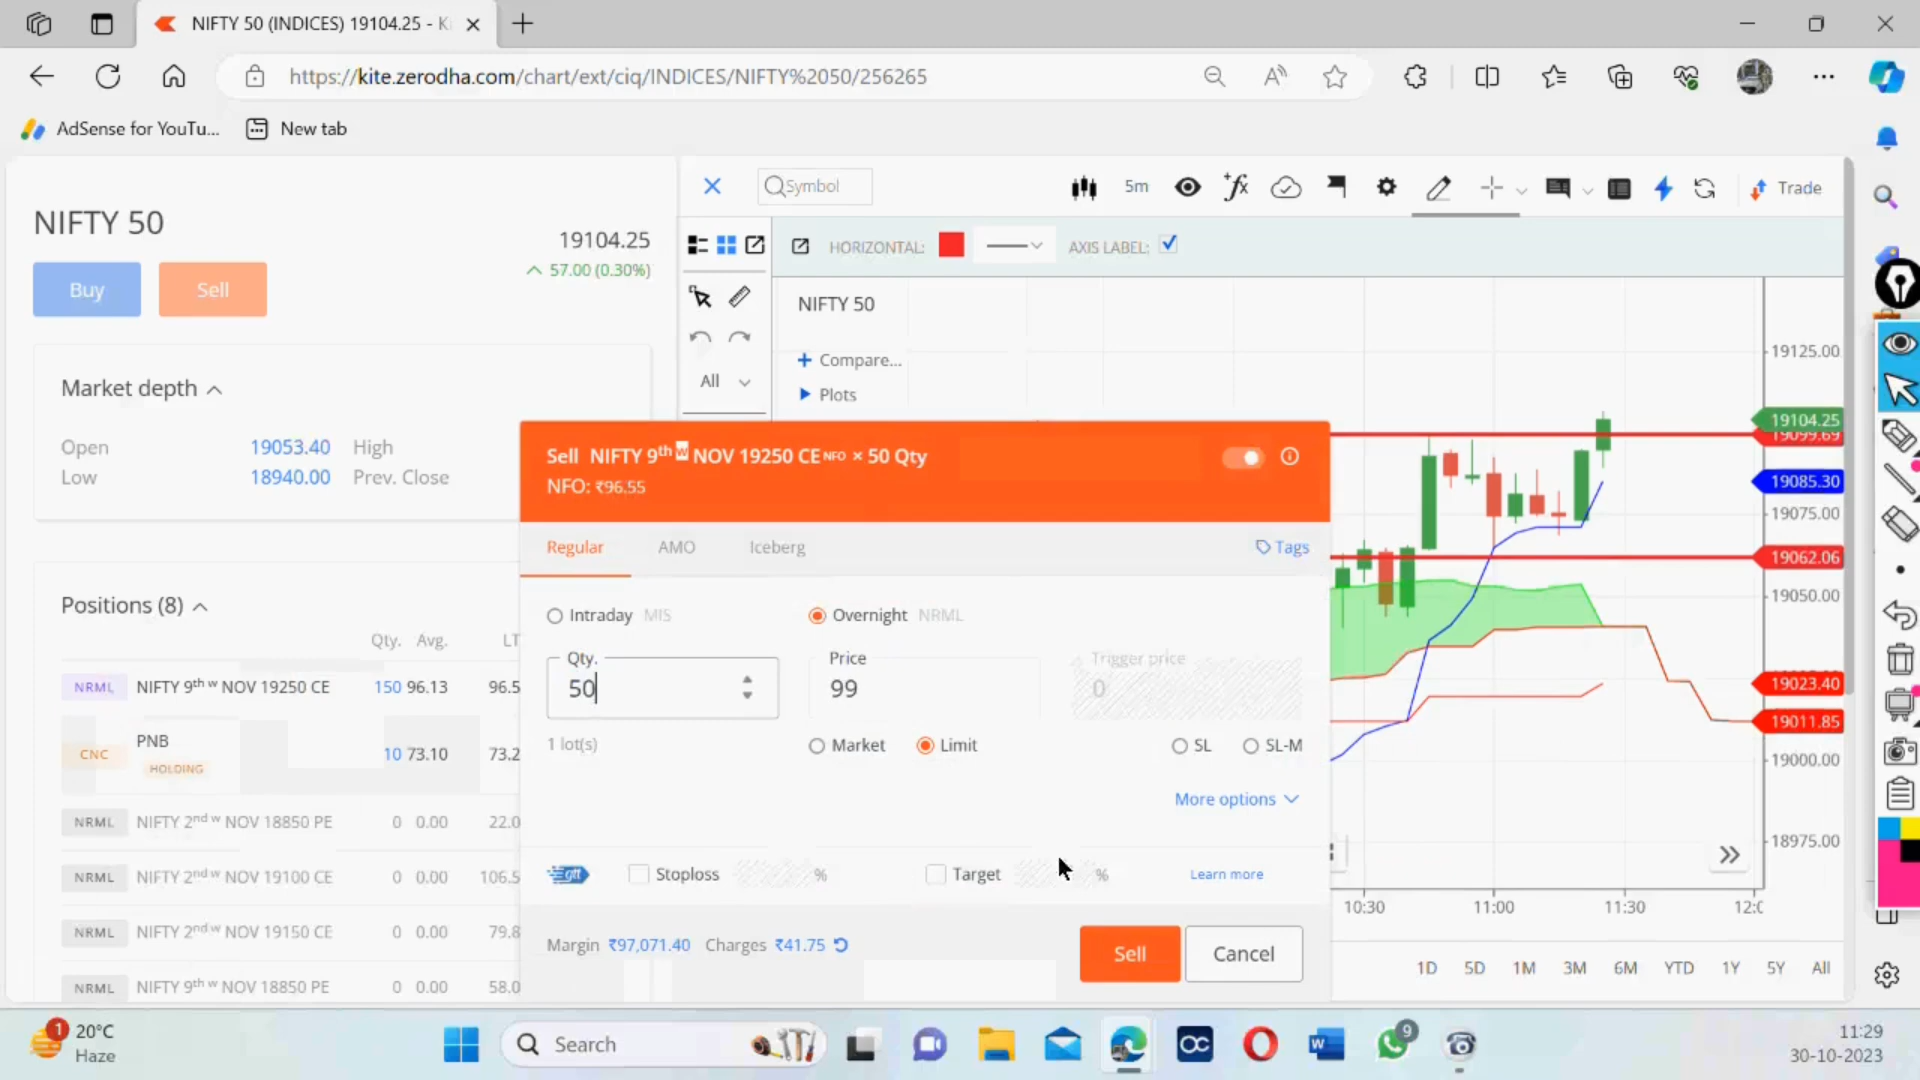 NIFTY 50 (INDICES) 19104.25 - K
https://kite.zerodha.com/chart/ext/ciq/INDICES/NIFTY%2050/256265
AdSense for YouTu...
New tab
NIFTY 50
19104.25
57.00 (0.30%)
Buy
Sell
Symbol
5m
Trade
HORIZONTAL:
AXIS LABEL:
Market depth
Open 19053.40 High
Low 18940.00 Prev. Close
All
NIFTY 50
Compare...
Plots
Positions (8)
Qty. Avg. LT
NRML NIFTY 9th w NOV 19250 CE 150 96.13 96.5
CNC PNB HOLDING 10 73.10 73.2
NRML NIFTY 2nd w NOV 18850 PE 0 0.00 22.0
NRML NIFTY 2nd w NOV 19100 CE 0 0.00 106.5
NRML NIFTY 2nd w NOV 19150 CE 0 0.00 79.8
NRML NIFTY 9th w NOV 18850 PE 0 0.00 58.0
Sell NIFTY 9th w NOV 19250 CE NFO × 50 Qty
NFO: ₹96.55
Regular AMO Iceberg Tags
Intraday MIS
Overnight NRML
Qty.
50
Price
99
Trigger price
0
1 lot(s)
Market Limit
SL SL-M
More options
gtt
Stoploss %
Target %
Learn more
Margin ₹97,071.40 Charges ₹41.75
Sell
Cancel
19125.00
19104.25
19099.69
19085.30
19075.00
19062.06
19050.00
19023.40
19011.85
19000.00
18975.00
10:30 11:00 11:30
1D 5D 1M 3M 6M YTD 1Y 5Y All
1
20°C
Haze
Search
9
11:29
30-10-2023